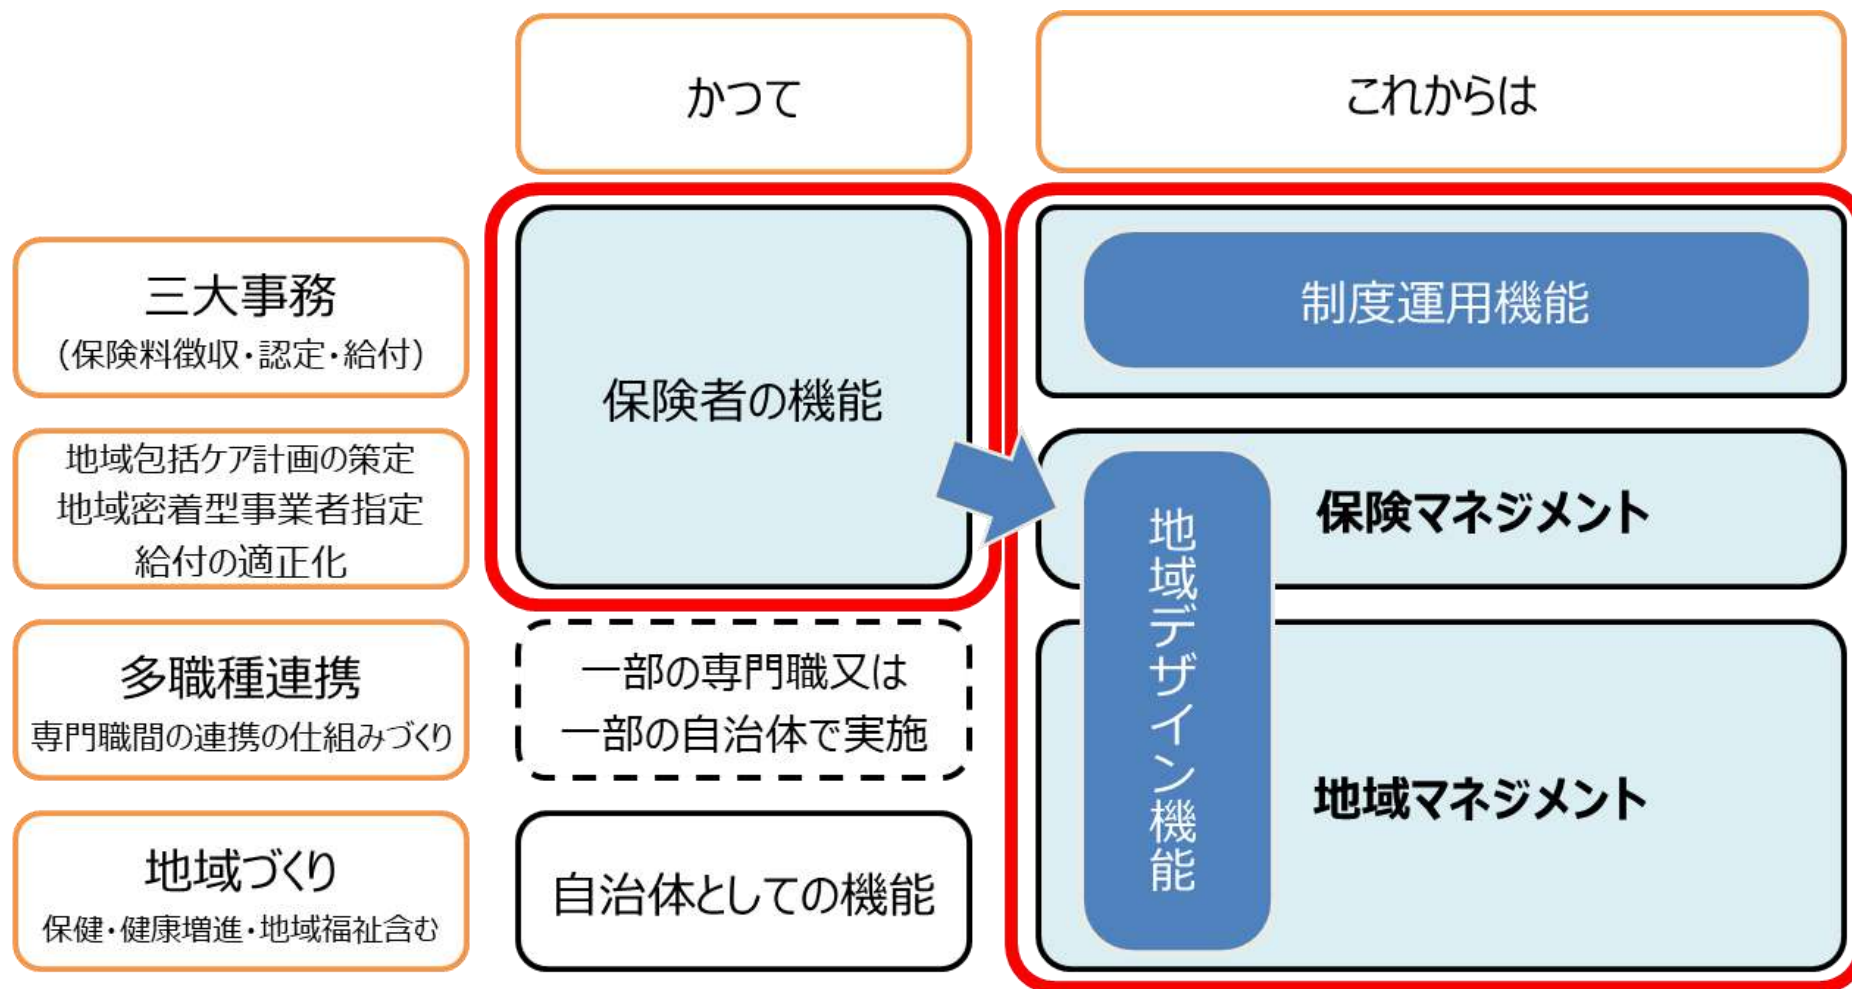 かつて
これからは
三大事務
（保険料徴収・認定・給付）
保険者の機能
制度運用機能
地域包括ケア計画の策定
地域密着型事業者指定
給付の適正化
保険マネジメント
地域デザイン機能
多職種連携
専門職間の連携の仕組みづくり
一部の専門職又は
一部の自治体で実施
地域マネジメント
地域づくり
保健・健康増進・地域福祉含む
自治体としての機能